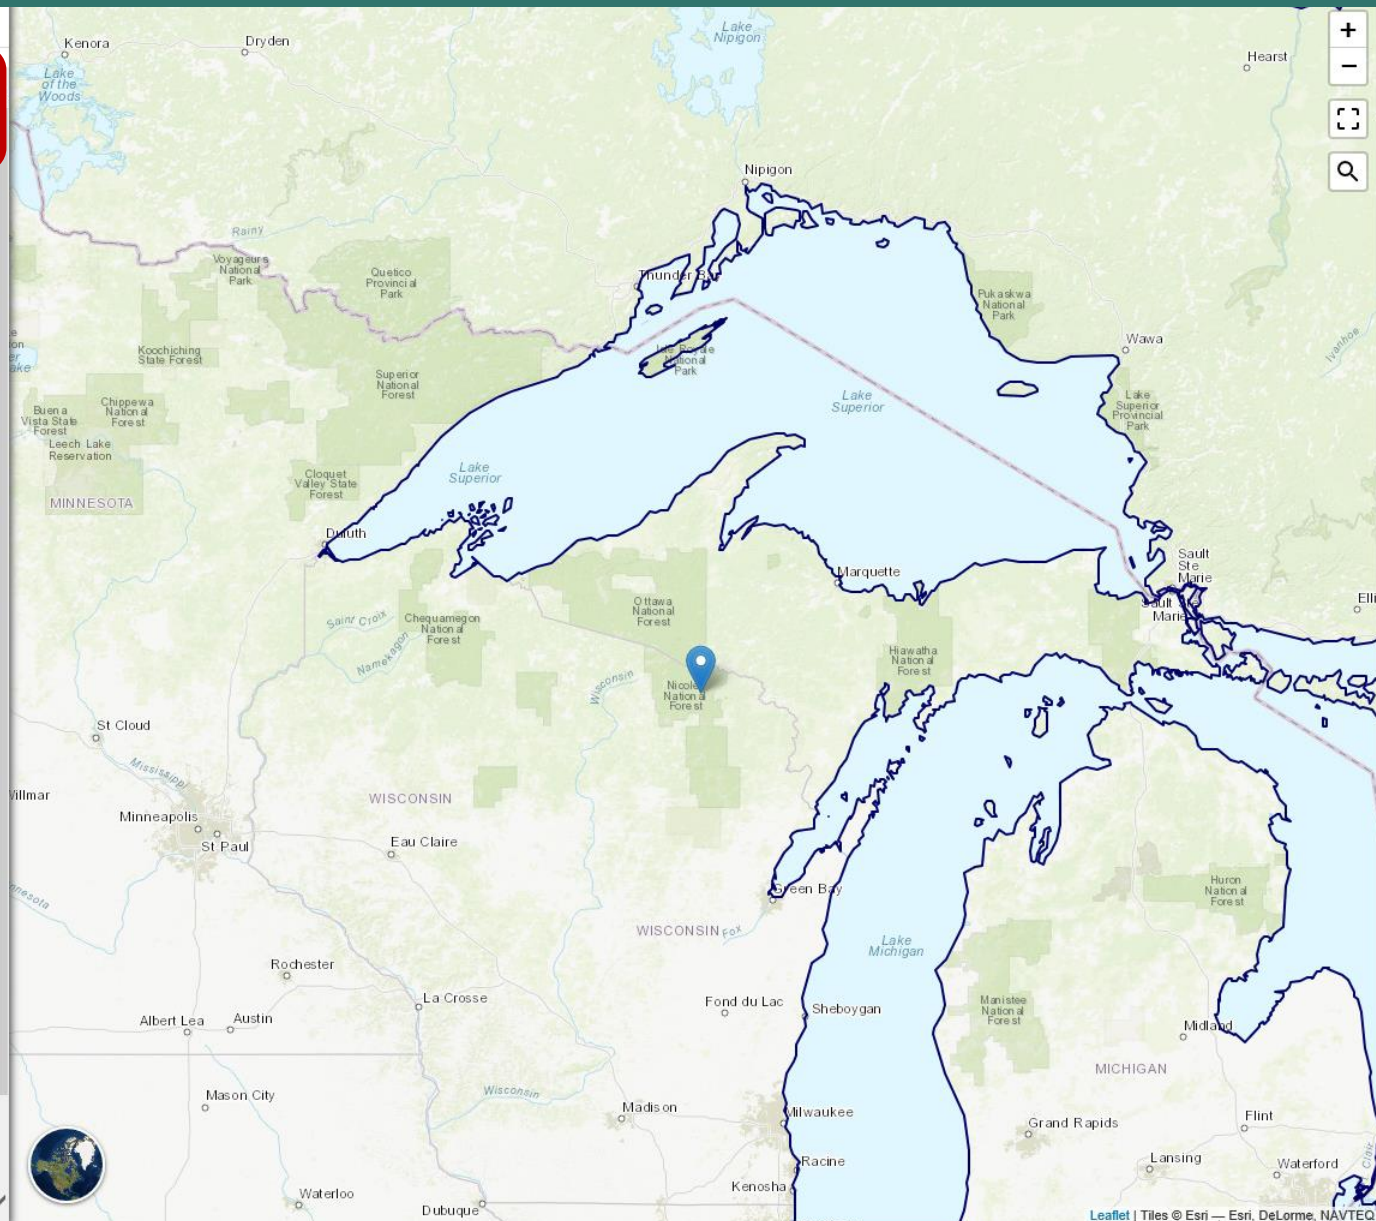 Kenora
Dryden
Lake
Nipigon
Hearst
+
−
Lake
of the
Woods
Nipigon
Rainy
Voyageurs
National
Park
Quetico
Provincial
Park
Thunder Bay
Pukaskwa
National
Park
Wawa
Ivanhoe
Koochiching
State Forest
Isle Royale
National
Park
Superior
National
Forest
Lake
Superior
Lake
Superior
Provincial
Park
Buena
Vista State
Forest
Chippewa
National
Forest
Leech Lake
Reservation
Lake
Superior
Cloquet
Valley State
Forest
MINNESOTA
Duluth
Sault
Ste
Marie
Marquette
Sault Ste
Marie
Elli
Ottawa
National
Forest
Saint Croix
Chequamegon
National
Forest
Namekagon
Hiawatha
National
Forest
Wisconsin
Nicolet
National
Forest
St Cloud
Mississippi
Willmar
WISCONSIN
Minneapolis
St Paul
Eau Claire
Green Bay
Huron
National
Forest
nnesota
WISCONSIN
Fox
Lake
Michigan
Rochester
La Crosse
Fond du Lac
Sheboygan
Manistee
National
Forest
Albert Lea
Austin
Midland
MICHIGAN
Mason City
Wisconsin
Madison
Milwaukee
Grand Rapids
Flint
Racine
Lansing
Waterford
Clair
Kenosha
Waterloo
Dubuque
Leaflet | Tiles © Esri — Esri, DeLorme, NAVTEQ